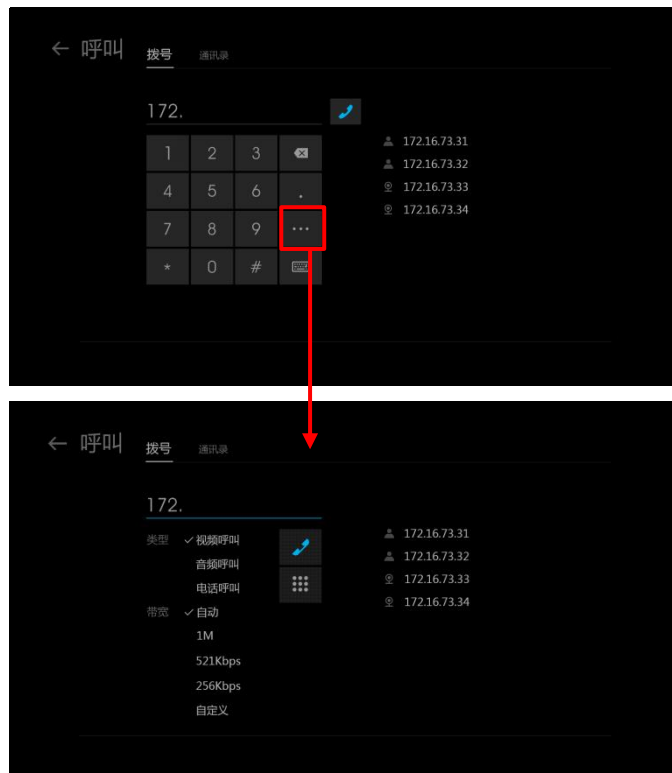 呼叫 拨号 通讯录
172.
1 2 3
4 5 6 .
7 8 9 ...
* 0 #
172.16.73.31
172.16.73.32
172.16.73.33
172.16.73.34
呼叫 拨号 通讯录
172.
类型 视频呼叫
音频呼叫
电话呼叫
带宽 自动
1M
521Kbps
256Kbps
自定义
172.16.73.31
172.16.73.32
172.16.73.33
172.16.73.34